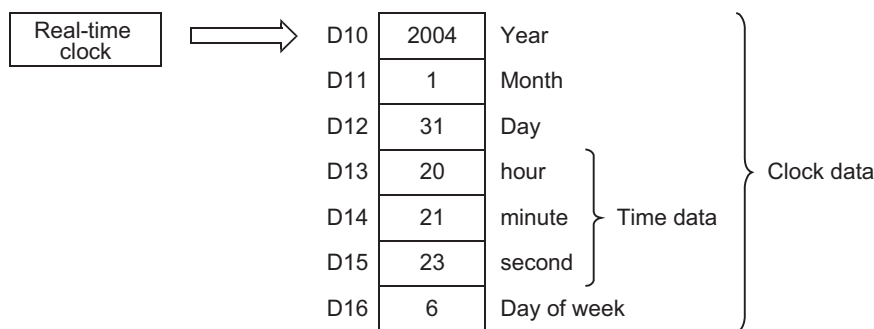 Real-time
clock
D10 2004 Year
D11 1 Month
D12 31 Day
D13 20 hour
D14 21 minute
D15 23 second
D16 6 Day of week
Time data
Clock data